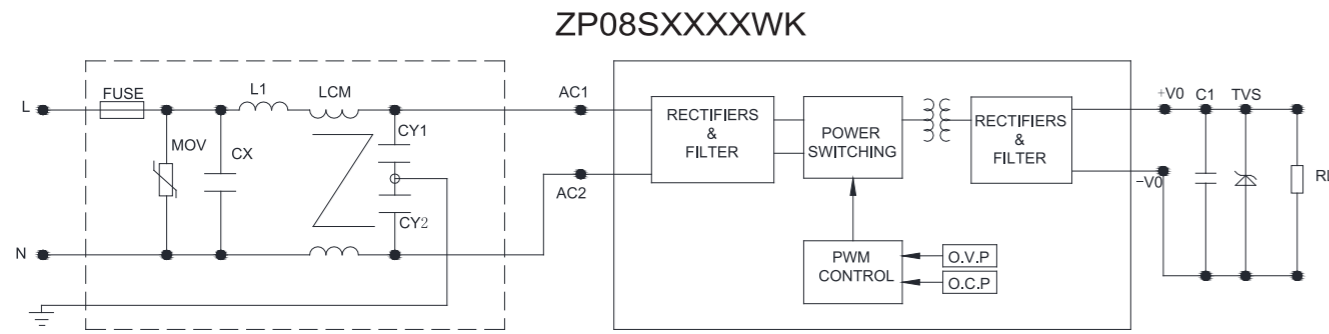 ZP08SXXXXWK
FUSE
L1
LCM
AC1
+V0
C1
TVS
L
MOV
CX
CY1
RECTIFIERS
&
FILTER
POWER
SWITCHING
RECTIFIERS
&
FILTER
AC2
−V0
CY2
N
PWM
CONTROL
O.V.P
O.C.P